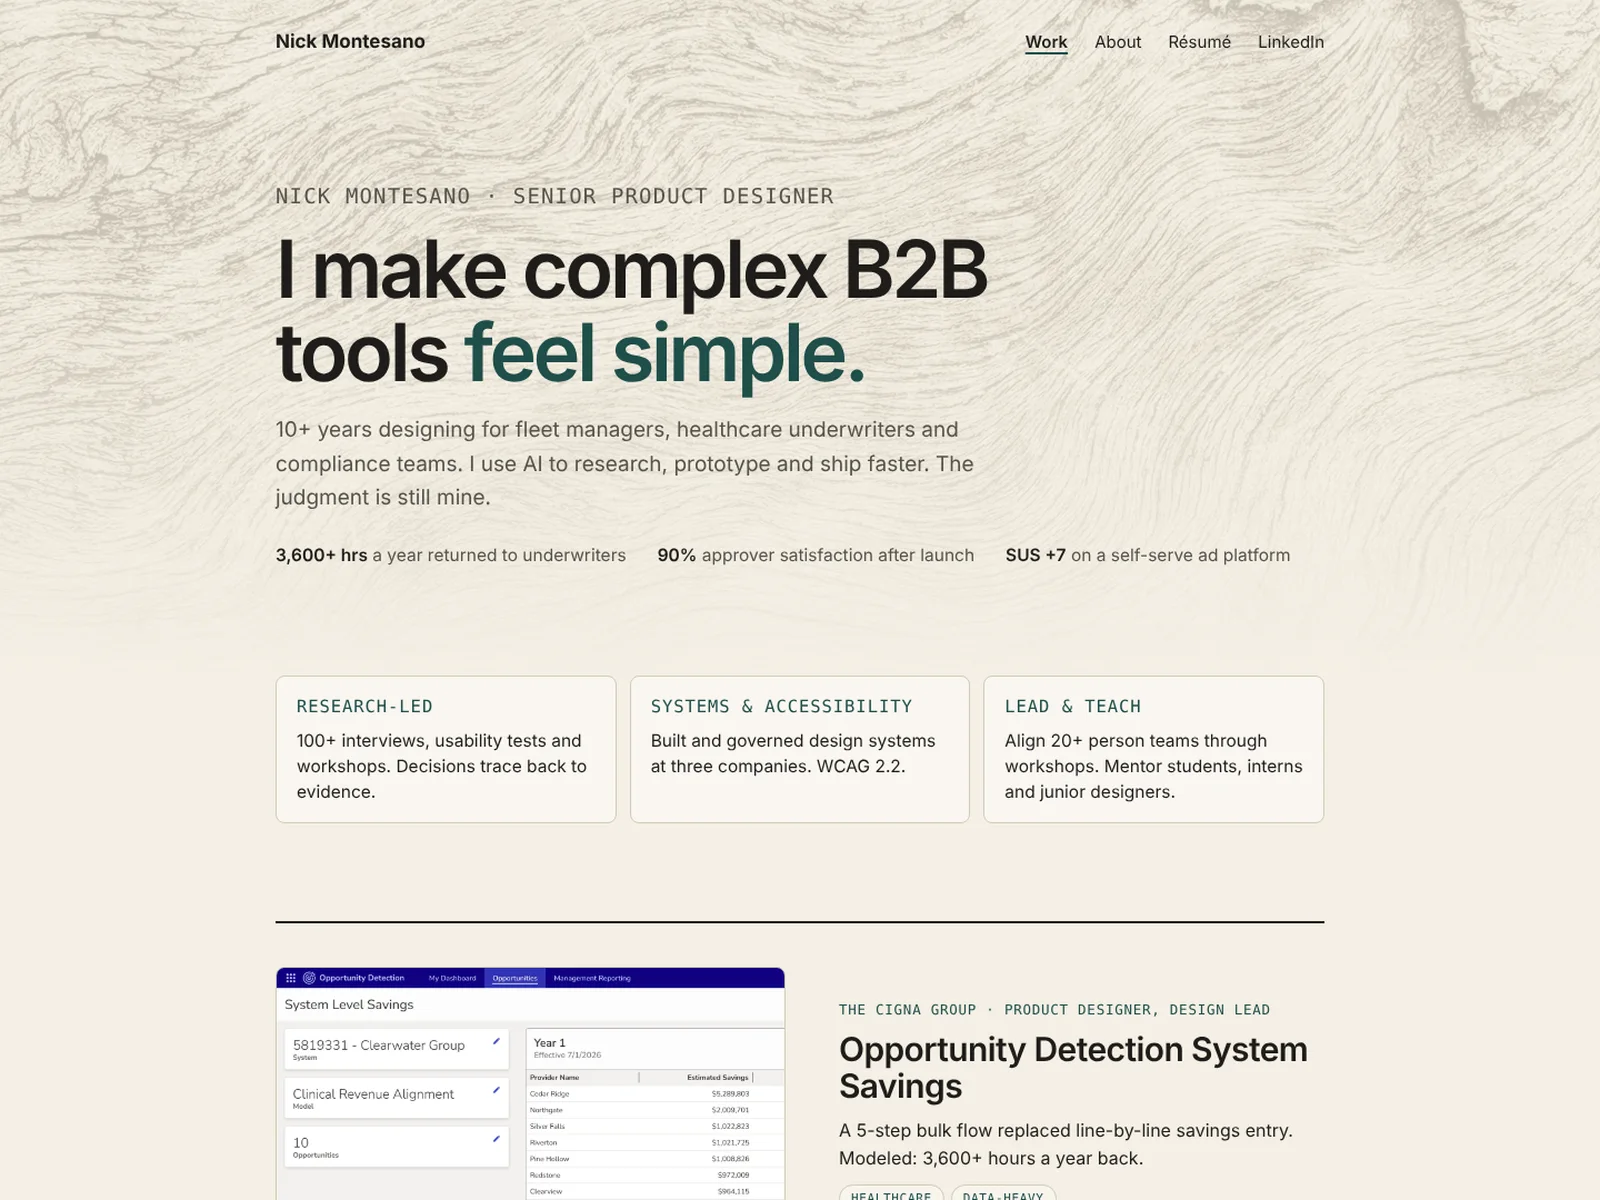 Nick Montesano
Work About Résumé LinkedIn
NICK MONTESANO · SENIOR PRODUCT DESIGNER
I make complex B2B
tools feel simple.
10+ years designing for fleet managers, healthcare underwriters and
compliance teams. I use AI to research, prototype and ship faster. The
judgment is still mine.
3,600+ hrs a year returned to underwriters 90% approver satisfaction after launch SUS +7 on a self-serve ad platform
RESEARCH-LED
100+ interviews, usability tests and
workshops. Decisions trace back to
evidence.
SYSTEMS & ACCESSIBILITY
Built and governed design systems
at three companies. WCAG 2.2.
LEAD & TEACH
Align 20+ person teams through
workshops. Mentor students, interns
and junior designers.
Opportunity Detection My Dashboard Opportunities Management Reporting
System Level Savings
5819331 - Clearwater Group
System
Clinical Revenue Alignment
Model
10
Opportunities
Year 1
Effective 7/1/2026
Provider Name Estimated Savings
Cedar Ridge $5,289,803
Northgate $2,009,701
Silver Falls $1,022,823
Riverton $1,021,725
Pine Hollow $1,008,826
Redstone $972,009
Clearview $964,115
THE CIGNA GROUP · PRODUCT DESIGNER, DESIGN LEAD
Opportunity Detection System
Savings
A 5-step bulk flow replaced line-by-line savings entry.
Modeled: 3,600+ hours a year back.
HEALTHCARE DATA-HEAVY